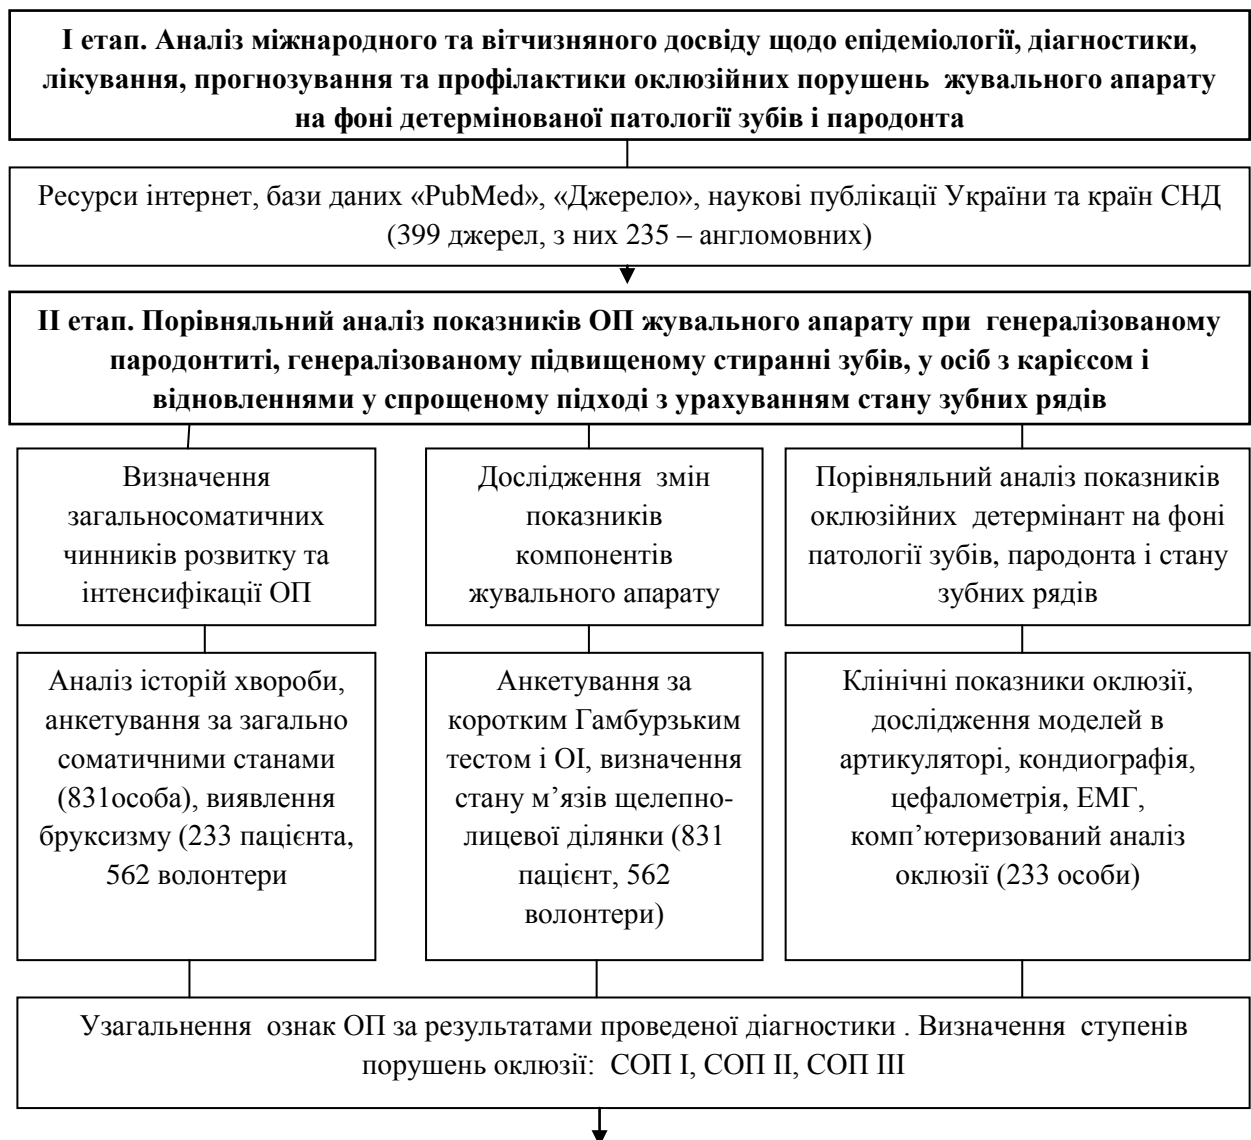 І етап. Аналіз міжнародного та вітчизняного досвіду щодо епідеміології, діагностики,
лікування, прогнозування та профілактики оклюзійних порушень жувального апарату
на фоні детермінованої патології зубів і пародонта
Ресурси інтернет, бази даних «PubMed», «Джерело», наукові публікації України та країн СНД
(399 джерел, з них 235 – англомовних)
ІІ етап. Порівняльний аналіз показників ОП жувального апарату при генералізованому
пародонтиті, генералізованому підвищеному стиранні зубів, у осіб з карієсом і
відновленнями у спрощеному підході з урахуванням стану зубних рядів
Визначення
загальносоматичних
чинників розвитку та
інтенсифікації ОП
Дослідження змін
показників
компонентів
жувального апарату
Порівняльний аналіз показників
оклюзійних детермінант на фоні
патології зубів, пародонта і стану
зубних рядів
Аналіз історій хвороби,
анкетування за загально
соматичними станами
(831особа), виявлення
бруксизму (233 пацієнта,
562 волонтери
Анкетування за
коротким Гамбурзьким
тестом і ОІ, визначення
стану м’язів щелепно-
лицевої ділянки (831
пацієнт, 562
волонтери)
Клінічні показники оклюзії,
дослідження моделей в
артикуляторі, кондиографія,
цефалометрія, ЕМГ,
комп’ютеризований аналіз
оклюзії (233 особи)
Узагальнення ознак ОП за результатами проведеної діагностики . Визначення ступенів
порушень оклюзії: СОП І, СОП ІІ, СОП ІІІ